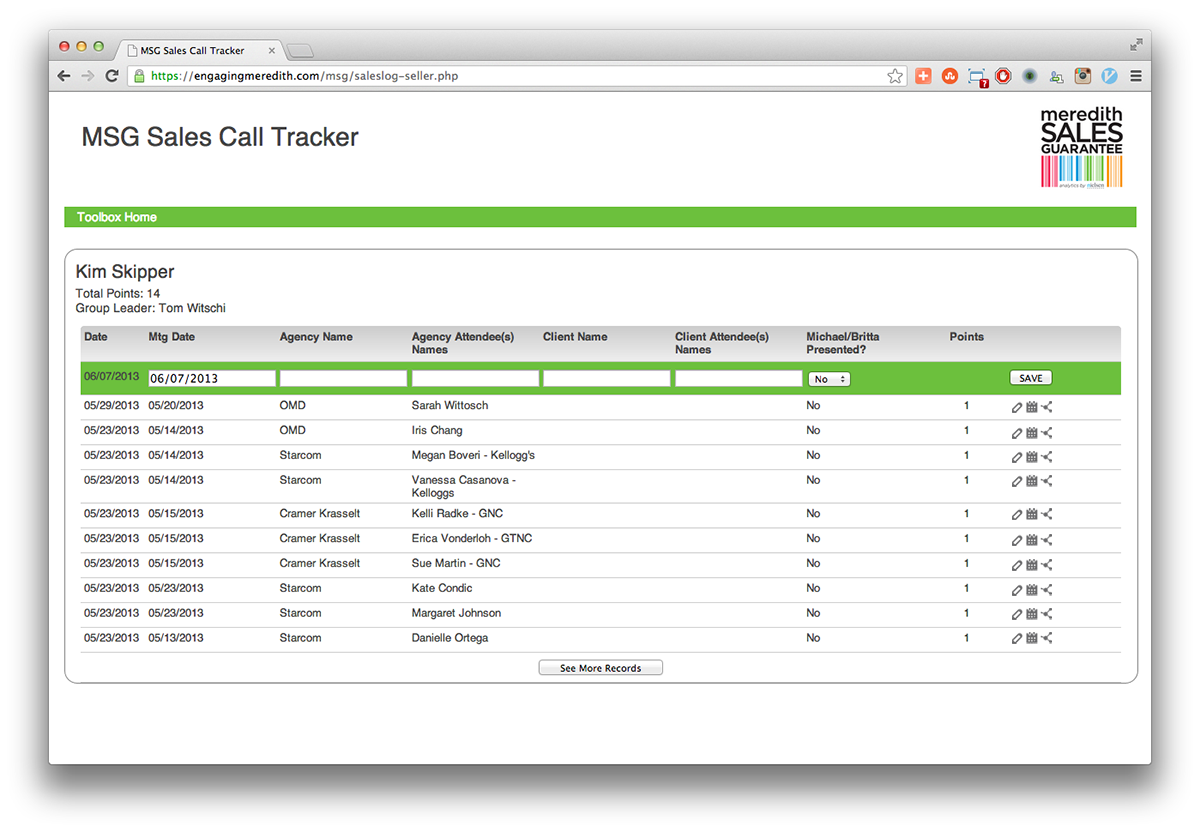 MSG Sales Call Tracker
https://engagingmeredith.com/msg/saleslog-seller.php
7
MSG Sales Call Tracker
meredith
SALES
GUARANTEE
analytics by nielsen
Toolbox Home
Kim Skipper
Total Points: 14
Group Leader: Tom Witschi
Date Mtg Date Agency Name Agency Attendee(s) Names Client Name Client Attendee(s) Names Michael/Britta Presented? Points
06/07/2013 06/07/2013 No SAVE
05/29/2013 05/20/2013 OMD Sarah Wittosch No 1
05/23/2013 05/14/2013 OMD Iris Chang No 1
05/23/2013 05/14/2013 Starcom Megan Boveri - Kellogg's No 1
05/23/2013 05/14/2013 Starcom Vanessa Casanova - Kelloggs No 1
05/23/2013 05/15/2013 Cramer Krasselt Kelli Radke - GNC No 1
05/23/2013 05/15/2013 Cramer Krasselt Erica Vonderloh - GTNC No 1
05/23/2013 05/15/2013 Cramer Krasselt Sue Martin - GNC No 1
05/23/2013 05/23/2013 Starcom Kate Condic No 1
05/23/2013 05/23/2013 Starcom Margaret Johnson No 1
05/23/2013 05/13/2013 Starcom Danielle Ortega No 1
See More Records